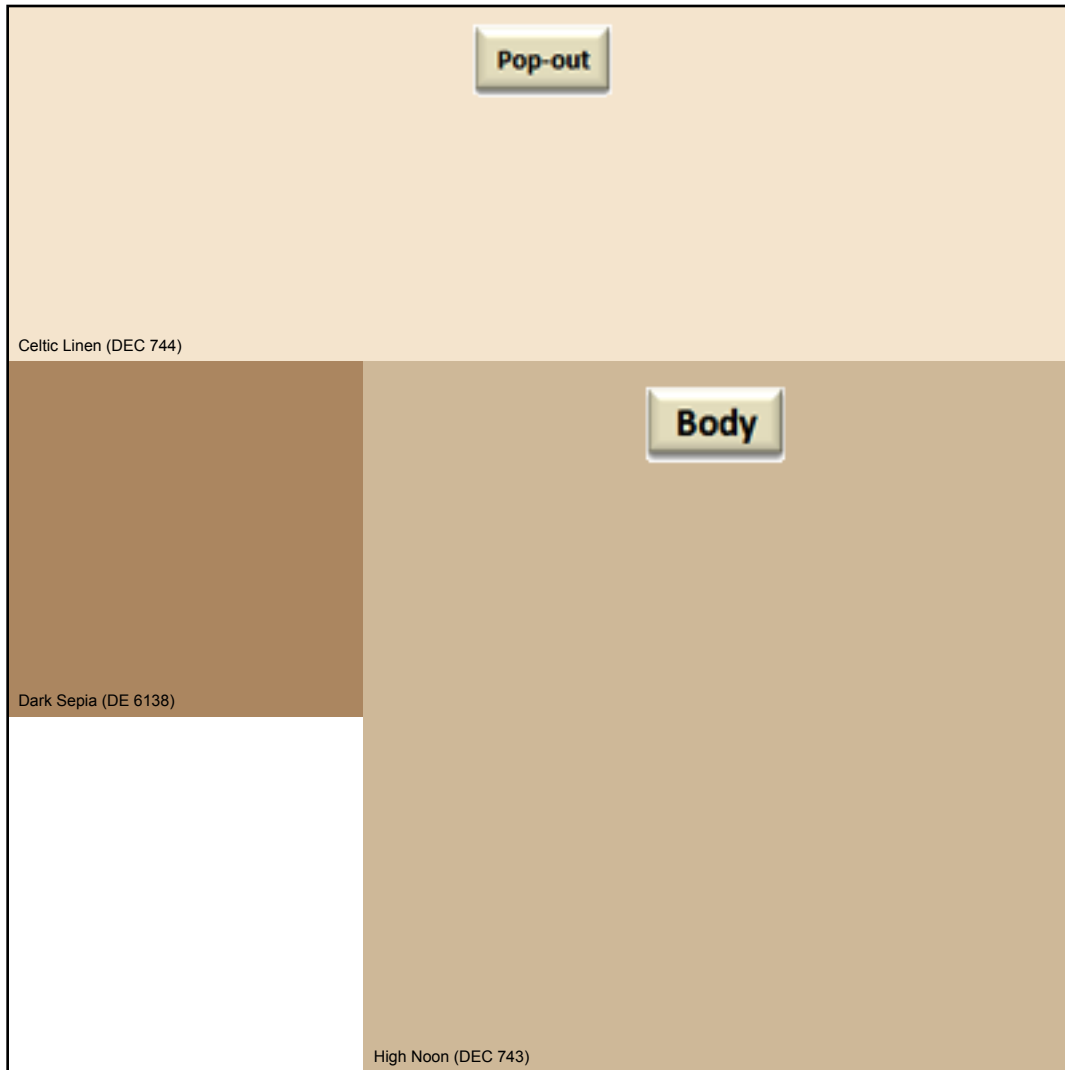 Pop-out
Celtic Linen (DEC 744)
Body
Dark Sepia (DE 6138)
High Noon (DEC 743)